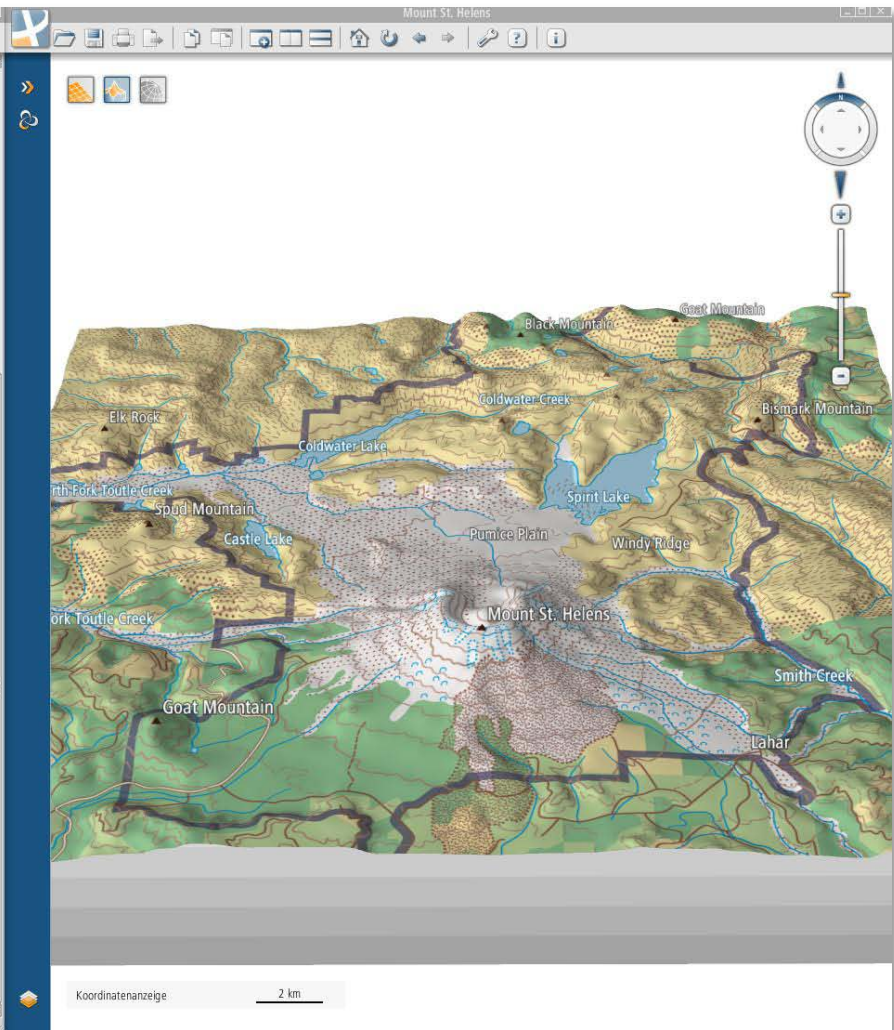 Mount St. Helens
N
Goat Mountain
Black Mountain
Coldwater Creek
Bismark Mountain
Elk Rock
Coldwater Lake
rth Fork Toutle Creek
Spirit Lake
Spud Mountain
Castle Lake
Pumice Plain
Windy Ridge
Mount St. Helens
ork Toutle Creek
Smith Creek
Goat Mountain
Lahar
Koordinatenanzeige
2 km